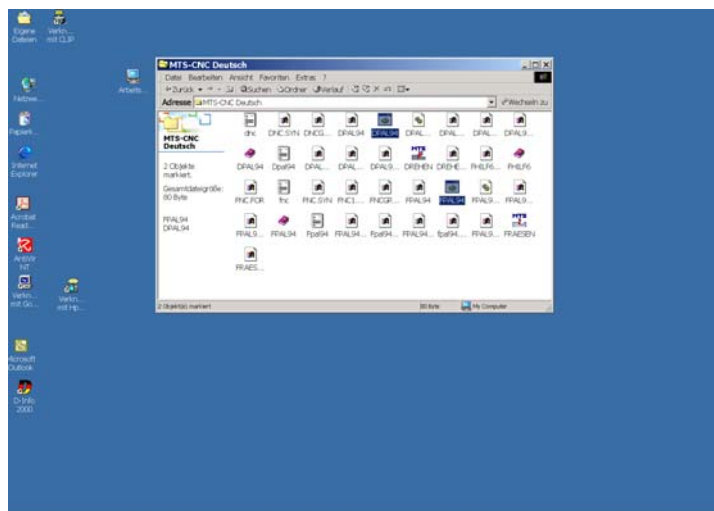 Eigene Dateien
Verkn... mit CLIP
Arbeits...
Netzwe...
Papierk...
Internet Explorer
Acrobat Read...
AntiVir NT
Verkn... mit Go...
Verkn... mit Hp...
Microsoft Outlook
D-Info 2000
MTS-CNC Deutsch
Datei Bearbeiten Ansicht Favoriten Extras ?
Zurück Suchen Ordner Verlauf
Adresse MTS-CNC Deutsch Wechseln zu
MTS-CNC Deutsch
2 Objekte markiert.
Gesamtdateigröße: 80 Byte
FPAL94
DPAL94
dnc DNC.SYN DNCG... DPAL94 DPAL94 DPAL... DPAL... DPAL... DPAL9...
DPAL94 Dpal94 DPAL... DPAL... DPAL9... DREHEN DREHE... FHILF6... FHILF6
FNC.FOR fnc FNC.SYN FNC1... FNCGR... FPAL94 FPAL94 FPAL9... FPAL9...
FPAL9... FPAL94 Fpal94 FPAL94... Fpal94... FPAL94... fpal94... FPAL9... FRAESEN
FRAES...
2 Objekt(e) markiert 80 Byte My Computer